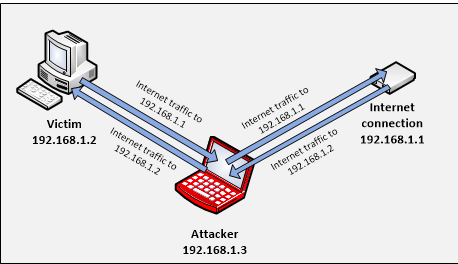 Internet traffic to
192.168.1.1
Internet traffic to
192.168.1.2
Internet traffic to
192.168.1.1
Internet traffic to
192.168.1.2
Victim
192.168.1.2
Internet
connection
192.168.1.1
Attacker
192.168.1.3